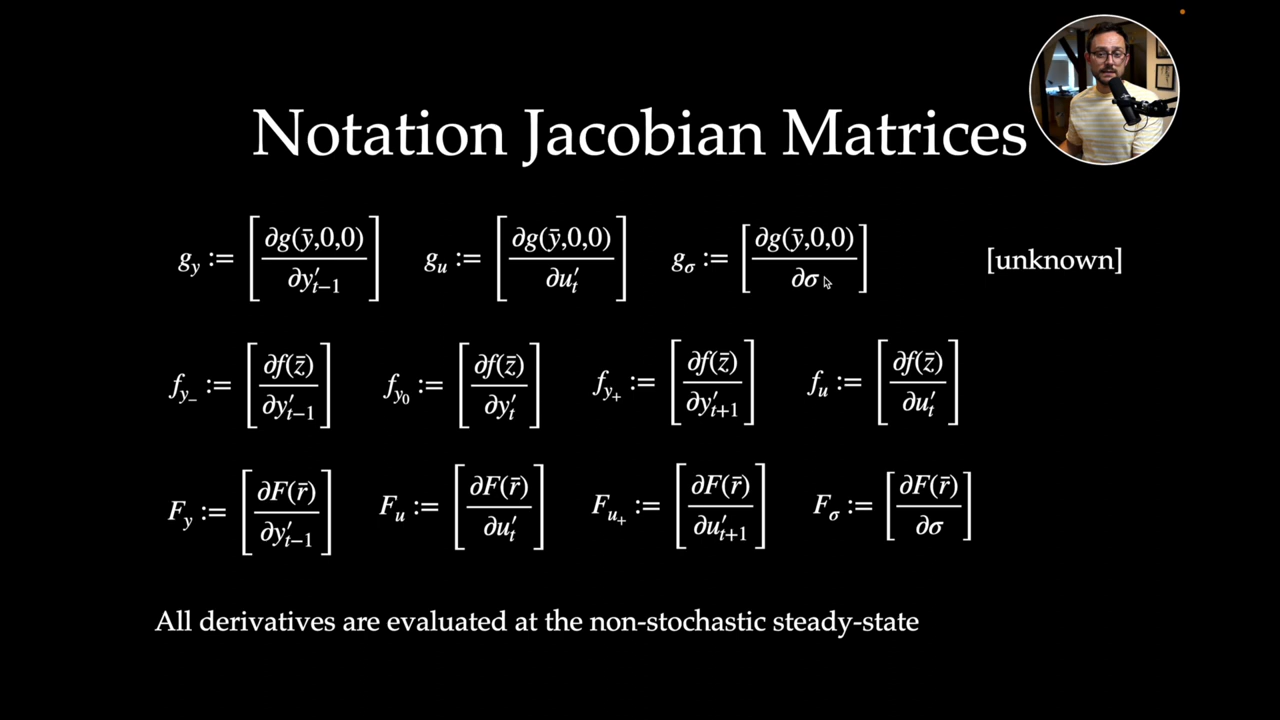 Notation Jacobian Matrices
g_y := [∂g(ȳ,0,0)/∂y′_{t−1}] g_u := [∂g(ȳ,0,0)/∂u′_t] g_σ := [∂g(ȳ,0,0)/∂σ] [unknown]
f_{y_−} := [∂f(z̄)/∂y′_{t−1}] f_{y_0} := [∂f(z̄)/∂y′_t] f_{y_+} := [∂f(z̄)/∂y′_{t+1}] f_u := [∂f(z̄)/∂u′_t]
F_y := [∂F(r̄)/∂y′_{t−1}] F_u := [∂F(r̄)/∂u′_t] F_{u_+} := [∂F(r̄)/∂u′_{t+1}] F_σ := [∂F(r̄)/∂σ]
All derivatives are evaluated at the non-stochastic steady-state